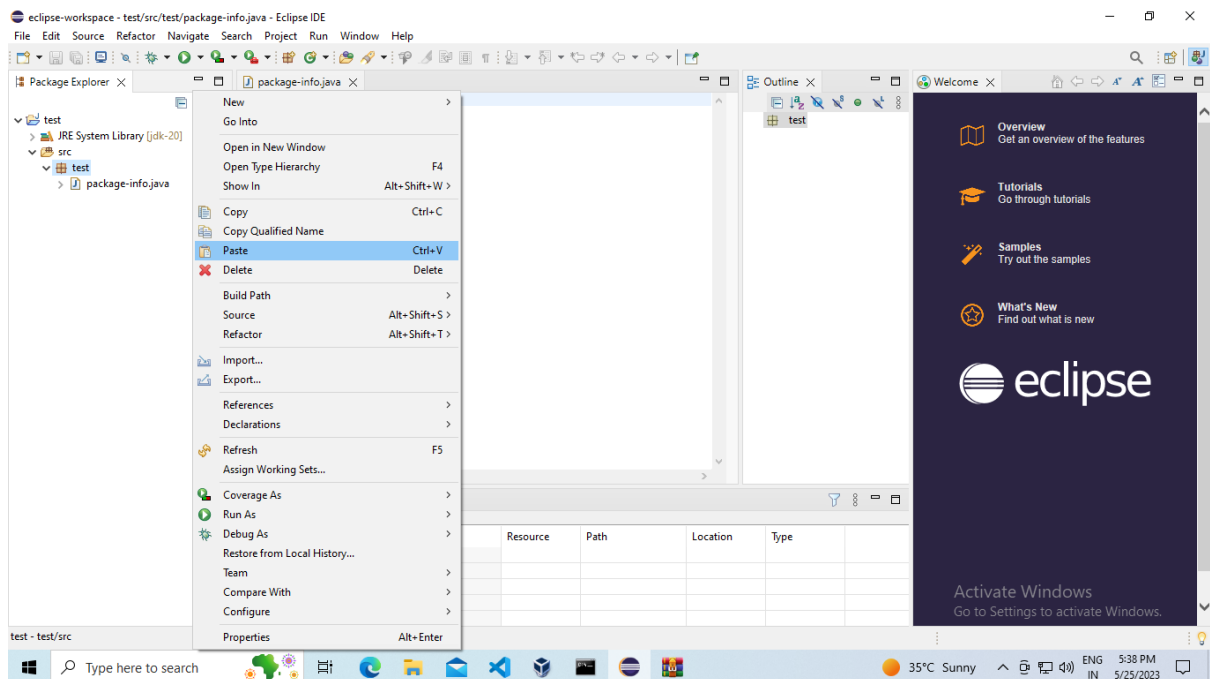 eclipse-workspace - test/src/test/package-info.java - Eclipse IDE
File Edit Source Refactor Navigate Search Project Run Window Help
Package Explorer
package-info.java
Outline
Welcome
test
JRE System Library [jdk-20]
src
test
package-info.java
New
Go Into
Open in New Window
Open Type Hierarchy F4
Show In Alt+Shift+W
Copy Ctrl+C
Copy Qualified Name
Paste Ctrl+V
Delete Delete
Build Path
Source Alt+Shift+S
Refactor Alt+Shift+T
Import...
Export...
References
Declarations
Refresh F5
Assign Working Sets...
Coverage As
Run As
Debug As
Restore from Local History...
Team
Compare With
Configure
Properties Alt+Enter
test
Overview
Get an overview of the features
Tutorials
Go through tutorials
Samples
Try out the samples
What's New
Find out what is new
eclipse
Resource Path Location Type
Activate Windows
Go to Settings to activate Windows.
test - test/src
Type here to search
35°C Sunny
ENG
IN
5:38 PM
5/25/2023